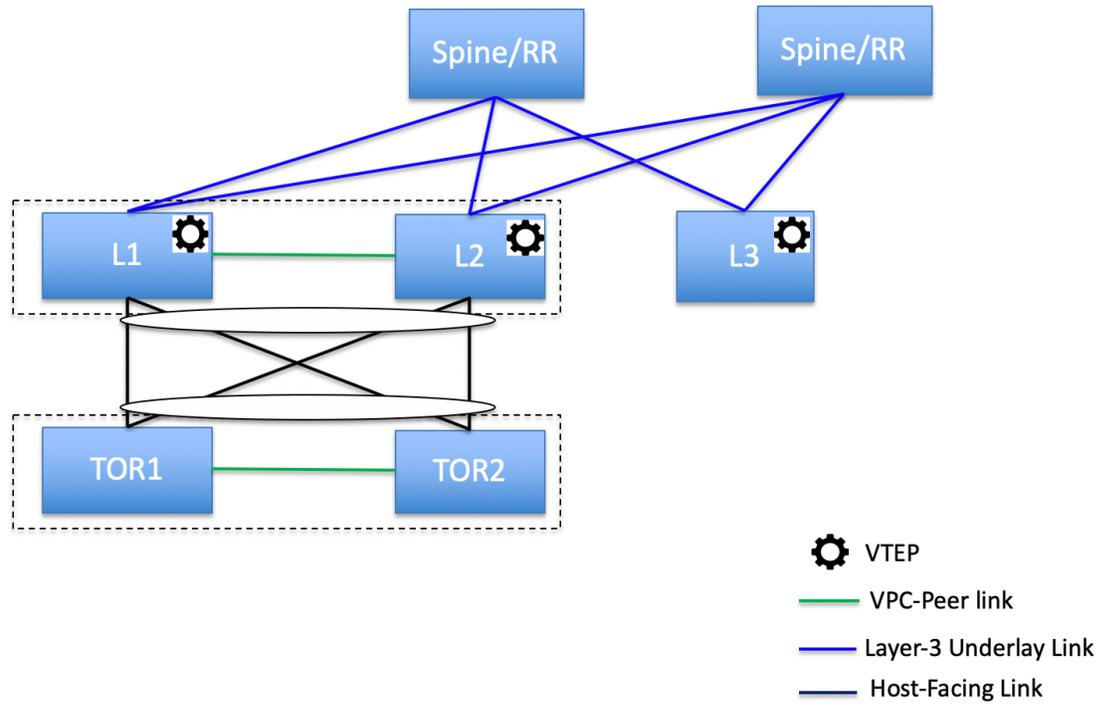 Spine/RR
Spine/RR
L1
L2
L3
TOR1
TOR2
VTEP
VPC-Peer link
Layer-3 Underlay Link
Host-Facing Link